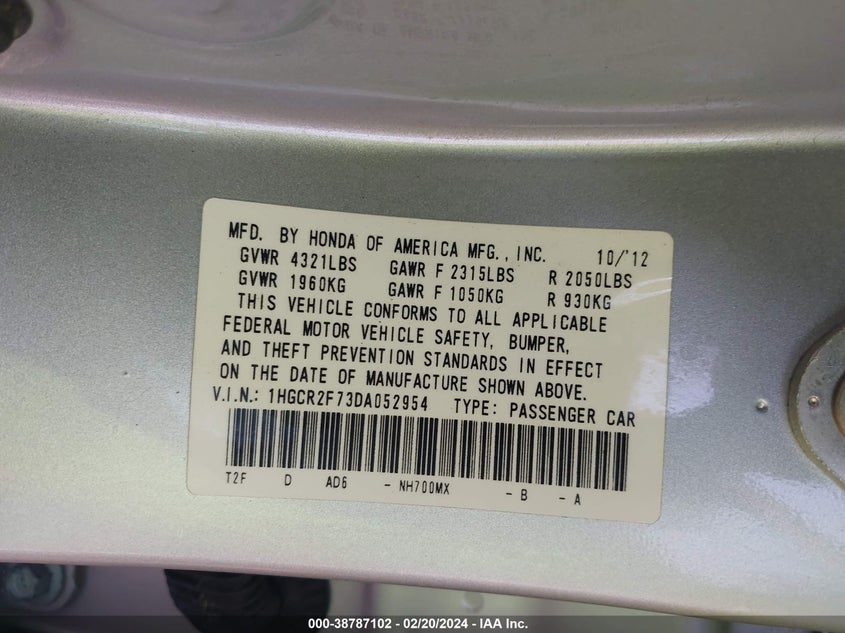 MFD. BY HONDA OF AMERICA MFG., INC. 10/'12
GVWR 4321LBS GAWR F 2315LBS R 2050LBS
GVWR 1960KG GAWR F 1050KG R 930KG
THIS VEHICLE CONFORMS TO ALL APPLICABLE
FEDERAL MOTOR VEHICLE SAFETY, BUMPER,
AND THEFT PREVENTION STANDARDS IN EFFECT
ON THE DATE OF MANUFACTURE SHOWN ABOVE.
V.I.N.: 1HGCR2F73DA052954 TYPE: PASSENGER CAR
T2F D AD6 - NH700MX - B - A
000-38787102 - 02/20/2024 - IAA Inc.